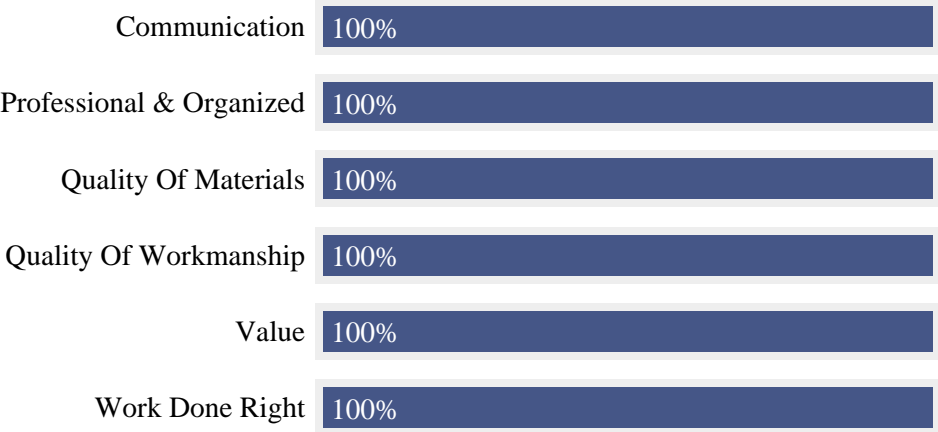 Communication 100%
Professional & Organized 100%
Quality Of Materials 100%
Quality Of Workmanship 100%
Value 100%
Work Done Right 100%